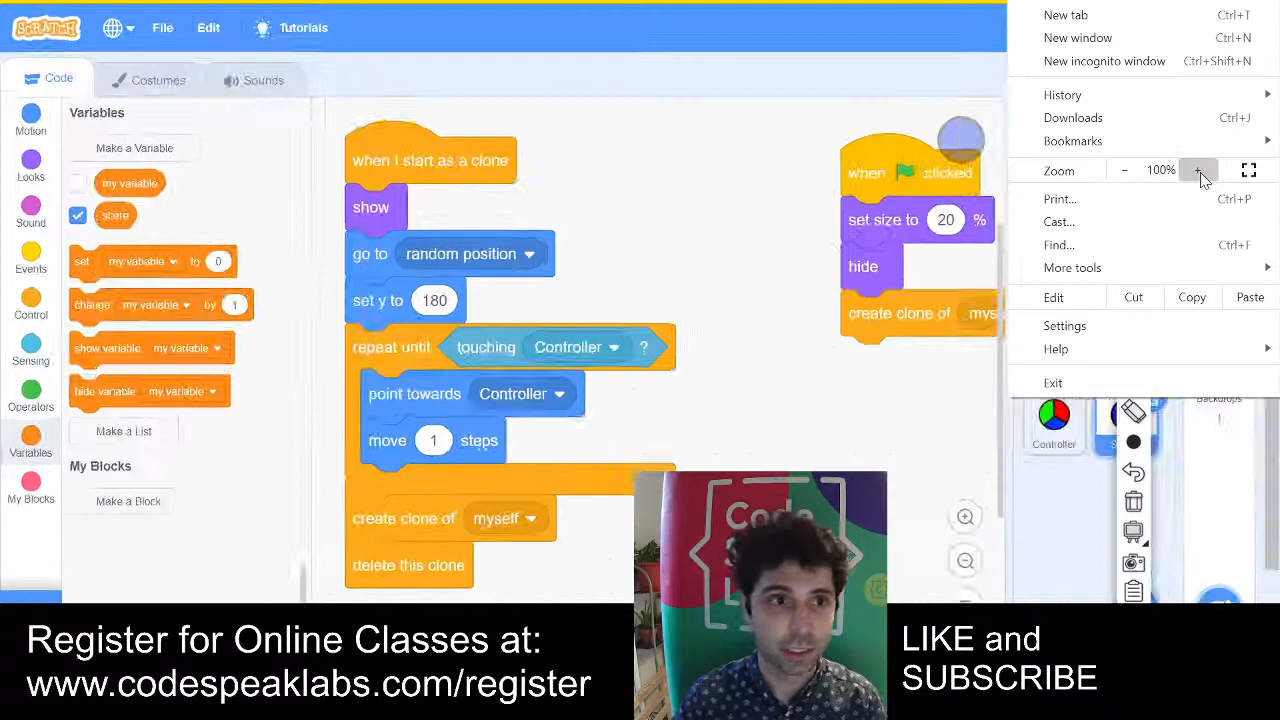 SCRATCH
File
Edit
Tutorials
Code
Costumes
Sounds
Motion
Looks
Sound
Events
Control
Sensing
Operators
Variables
My Blocks
Variables
Make a Variable
my variable
score
set my variable to 0
change my variable by 1
show variable my variable
hide variable my variable
Make a List
My Blocks
Make a Block
when I start as a clone
show
go to random position
set y to 180
repeat until touching Controller ?
point towards Controller
move 1 steps
create clone of myself
delete this clone
when clicked
set size to 20 %
hide
create clone of mys
New tab Ctrl+T
New window Ctrl+N
New incognito window Ctrl+Shift+N
History
Downloads Ctrl+J
Bookmarks
Zoom - 100% +
Print... Ctrl+P
Cast...
Find... Ctrl+F
More tools
Edit Cut Copy Paste
Settings
Help
Exit
Controller
Backdrops
1
Code
Register for Online Classes at:
www.codespeaklabs.com/register
LIKE and
SUBSCRIBE